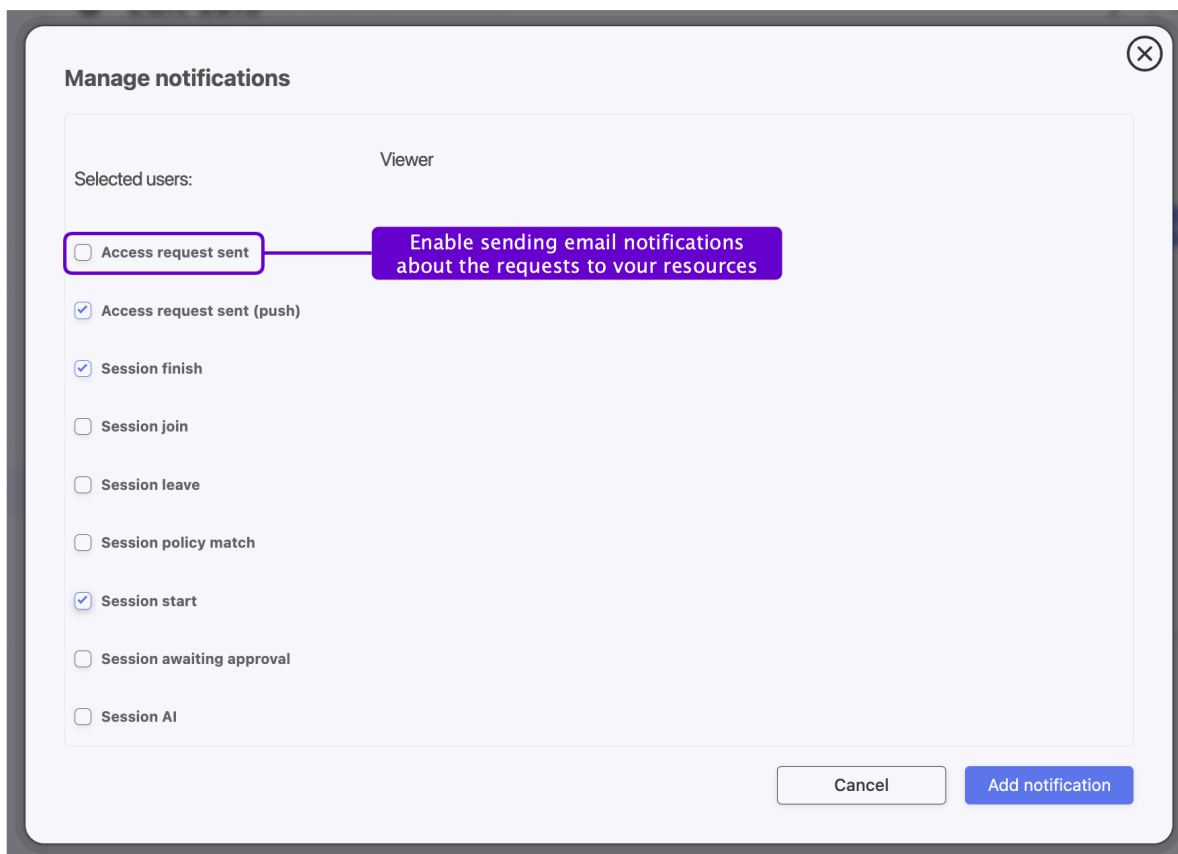 Manage notifications
Viewer
Selected users:
Access request sent
Enable sending email notifications
about the requests to your resources
Access request sent (push)
Session finish
Session join
Session leave
Session policy match
Session start
Session awaiting approval
Session AI
Cancel
Add notification